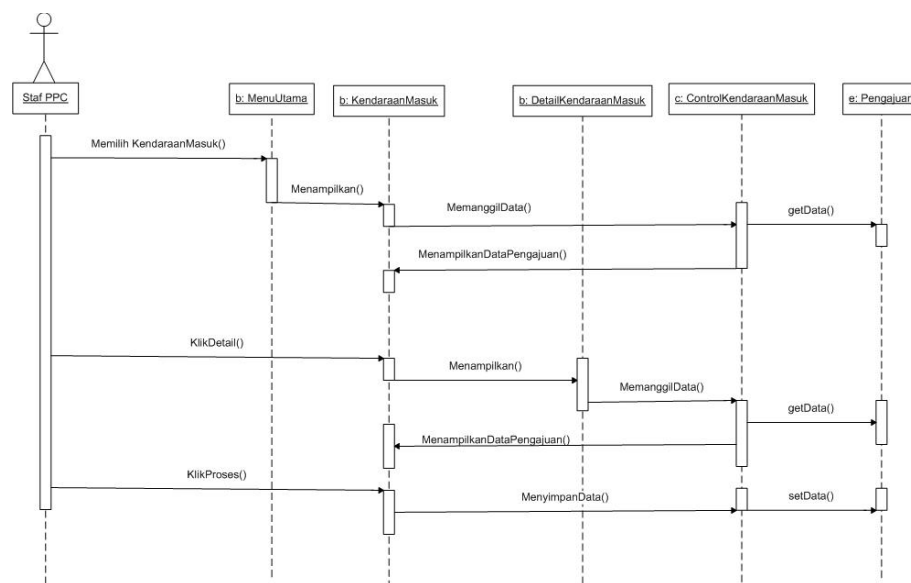 Staf PPC
b: MenuUtama
b: KendaraanMasuk
b: DetailKendaraanMasuk
c: ControlKendaraanMasuk
e: Pengajuan
Memilih KendaraanMasuk()
Menampilkan()
MemanggilData()
getData()
MenampilkanDataPengajuan()
KlikDetail()
Menampilkan()
MemanggilData()
getData()
MenampilkanDataPengajuan()
KlikProses()
MenyimpanData()
setData()